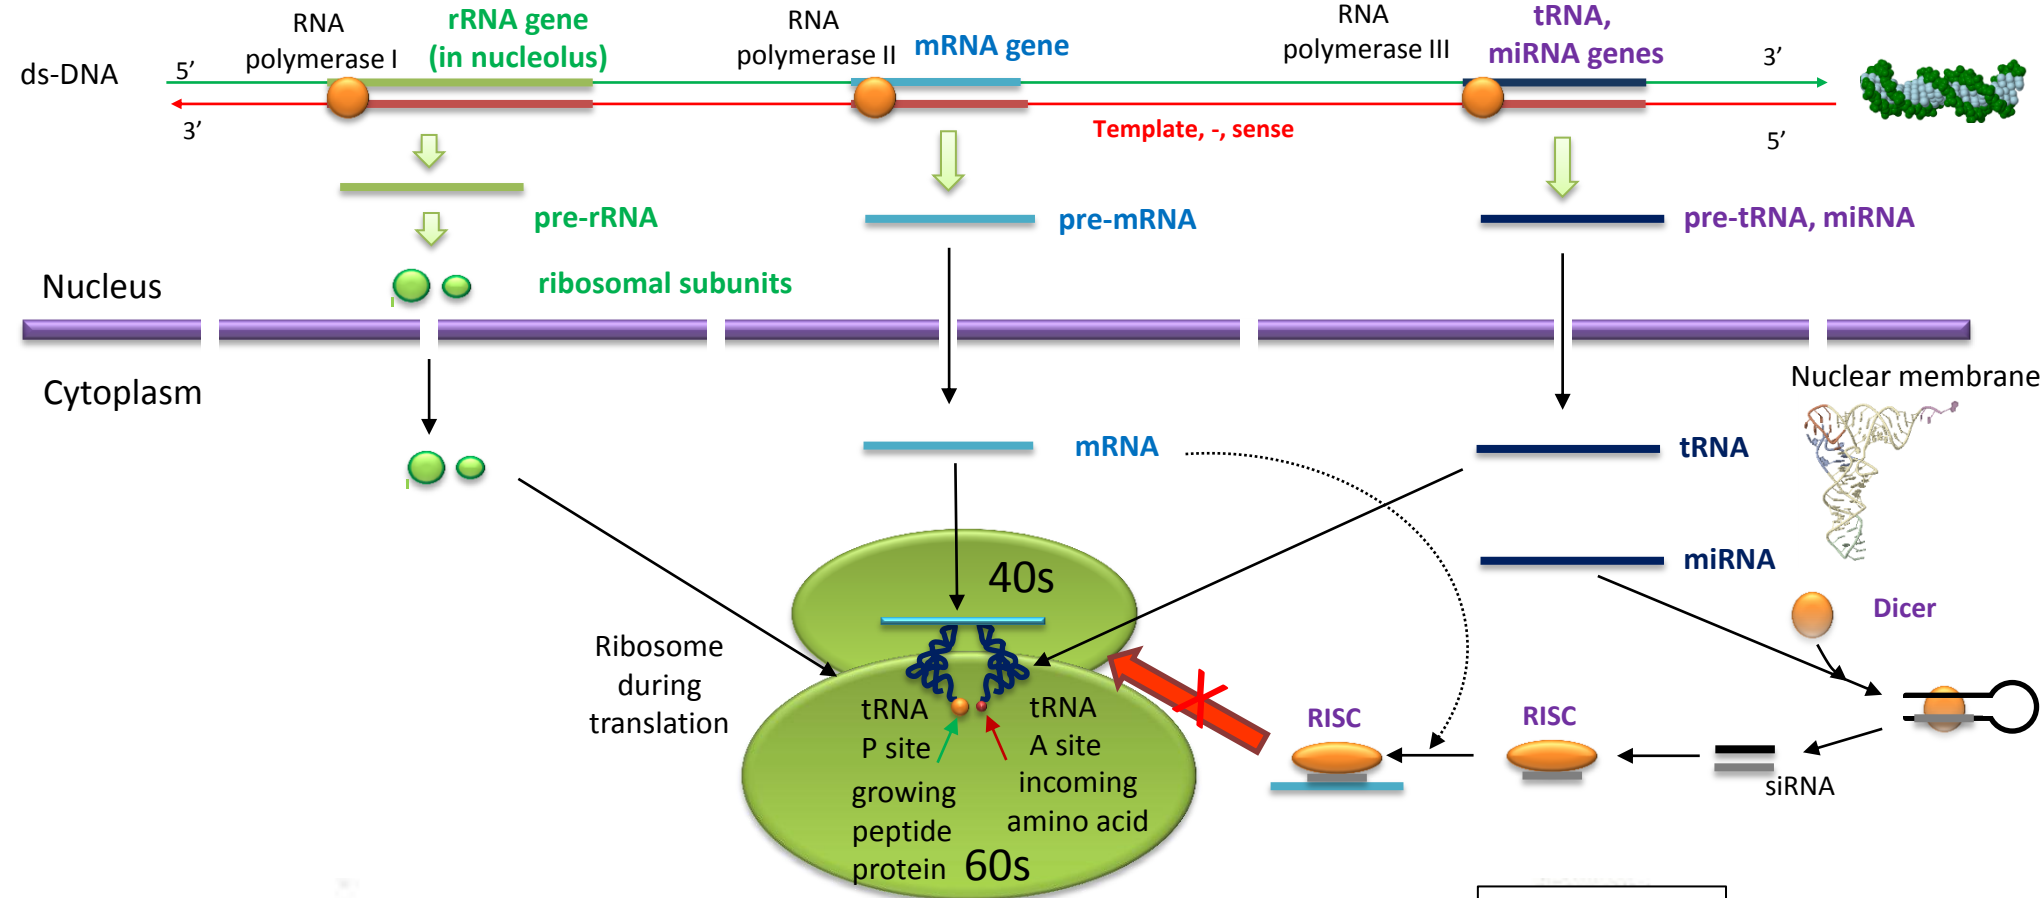 RNA
polymerase I
rRNA gene
(in nucleolus)
RNA
polymerase II
mRNA gene
RNA
polymerase III
tRNA,
miRNA genes
ds-DNA
5’
3’
3’
5’
Template, -, sense
pre-rRNA
pre-mRNA
pre-tRNA, miRNA
ribosomal subunits
Nucleus
Cytoplasm
Nuclear membrane
mRNA
tRNA
miRNA
Dicer
40s
Ribosome
during
translation
tRNA
P site
growing
peptide
protein
tRNA
A site
incoming
amino acid
60s
RISC
RISC
siRNA